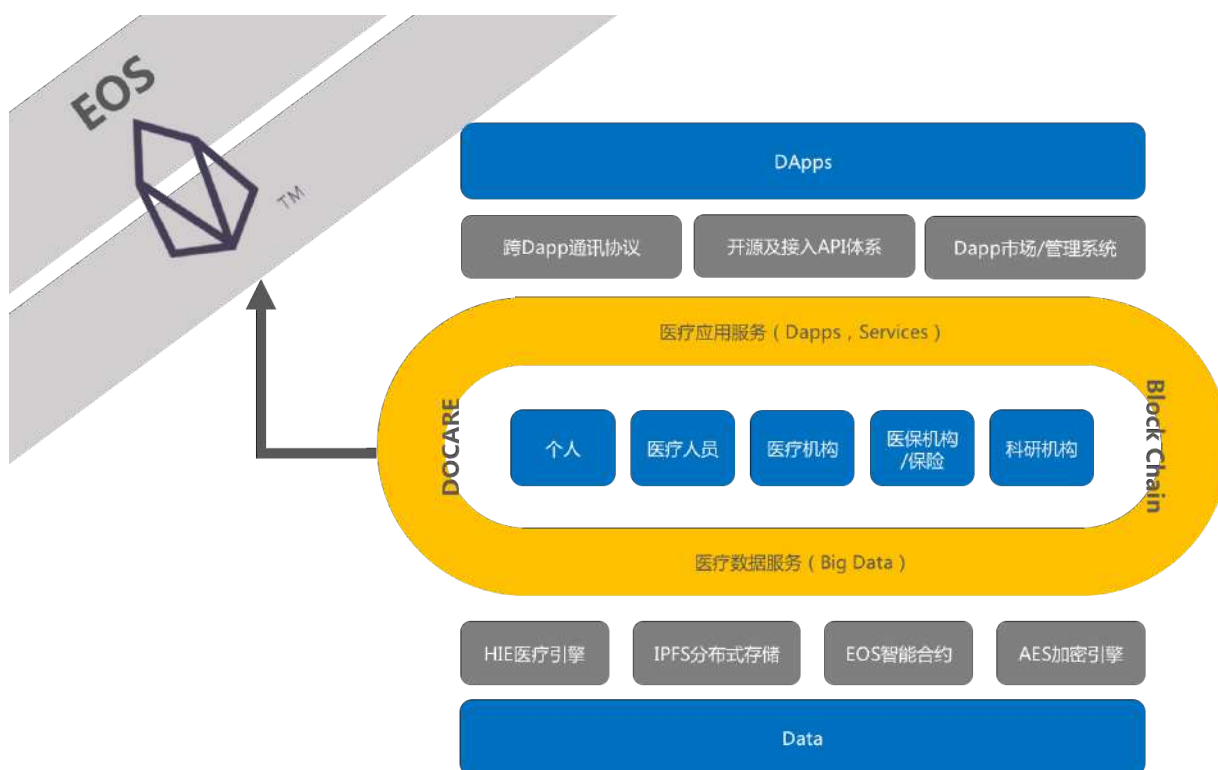 EOS
TM
DApps
跨Dapp通讯协议
开源及接入API体系
Dapp市场/管理系统
医疗应用服务（Dapps，Services）
DOCARE
个人
医疗人员
医疗机构
医保机构
/保险
科研机构
Block Chain
医疗数据服务（Big Data）
HIE医疗引擎
IPFS分布式存储
EOS智能合约
AES加密引擎
Data